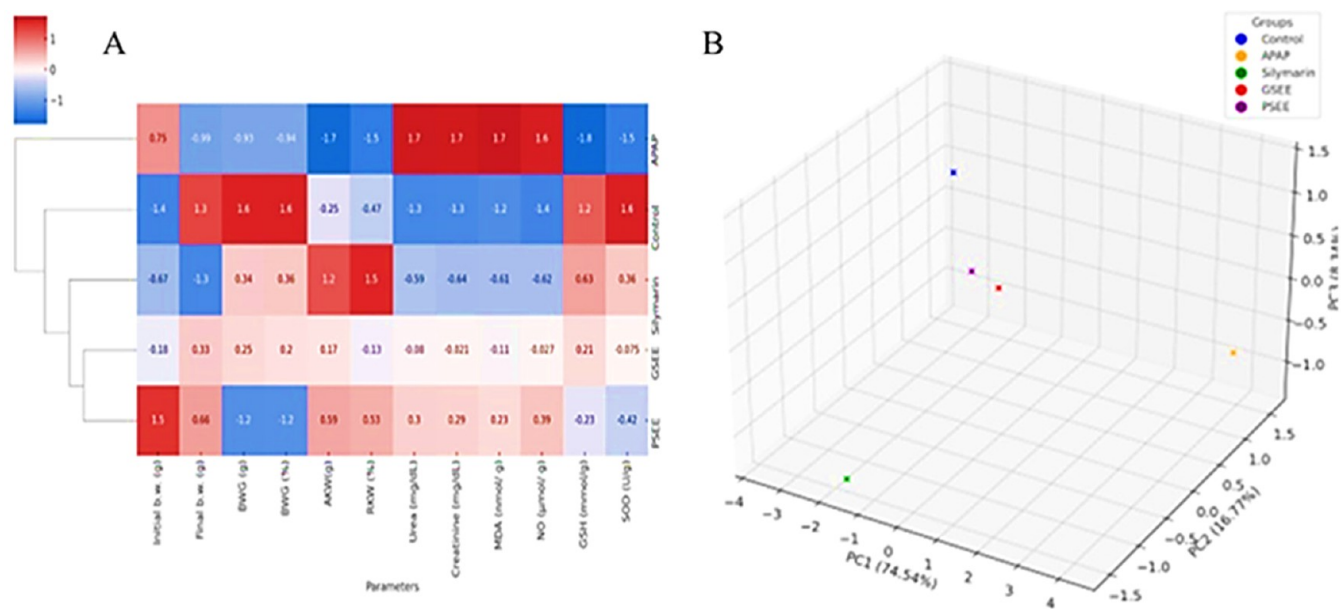 A
1
0
−1
0.75 -0.99 -0.93 -0.94 -1.7 -1.5 1.7 1.7 1.7 1.6 -1.8 -1.5 APAP
-1.4 1.3 1.6 1.6 -0.25 -0.47 -1.3 -1.3 -1.2 -1.4 1.2 1.6 Control
-0.67 -1.3 0.34 0.36 1.2 1.5 -0.59 -0.64 -0.61 -0.62 0.63 0.36 Silymarin
-0.18 0.33 0.25 0.2 0.17 -0.13 -0.08 -0.021 -0.11 -0.027 0.21 -0.075 GSEE
1.5 0.66 -1.2 -1.2 0.59 0.53 0.3 0.29 0.23 0.39 -0.23 -0.42 PSEE
Initial b.w. (g)
Final b.w. (g)
BWG (g)
BWG (%)
AKW(g)
RKW (%)
Urea (mg/dL)
Creatinine (mg/dL)
MDA (nmol/ g)
NO (µmol/ g)
GSH (mmol/g)
SOD (U/g)
Parameters
B
Groups
Control
APAP
Silymarin
GSEE
PSEE
1.5
1.0
0.5
0.0
−0.5
−1.0
−4 −3 −2 −1 0 1 2 3 4
PC1 (74.54%)
−1.5 −1.0 −0.5 0.0 0.5 1.0 1.5
PC2 (16.77%)